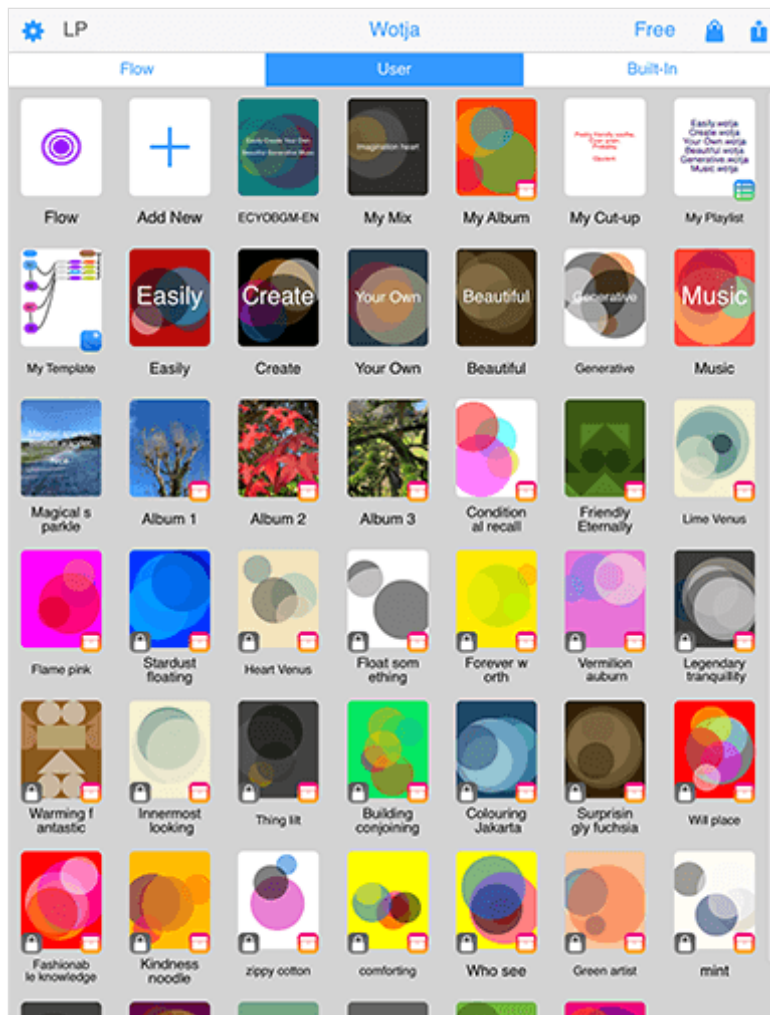 LP
Wotja
Free
Flow
User
Built-In
Easily Create Your Own
Beautiful Generative Music
Imagination heart
Easily.wotja
Create.wotja
Your Own.wotja
Beautiful.wotja
Generative.wotja
Music.wotja
Flow
Add New
ECYOBGM-EN
My Mix
My Album
My Cut-up
My Playlist
Easily
Create
Your Own
Beautiful
Generative
Music
My Template
Easily
Create
Your Own
Beautiful
Generative
Music
Magical s
parkle
Album 1
Album 2
Album 3
Condition
al recall
Friendly
Eternally
Lime Venus
Flame pink
Stardust
floating
Heart Venus
Float som
ething
Forever w
orth
Vermilion
auburn
Legendary
tranquillity
Warming f
antastic
Innermost
looking
Thing lilt
Building
conjoining
Colouring
Jakarta
Surprisin
gly fuchsia
Will place
Fashionab
le knowledge
Kindness
noodle
zippy cotton
comforting
Who see
Green artist
mint